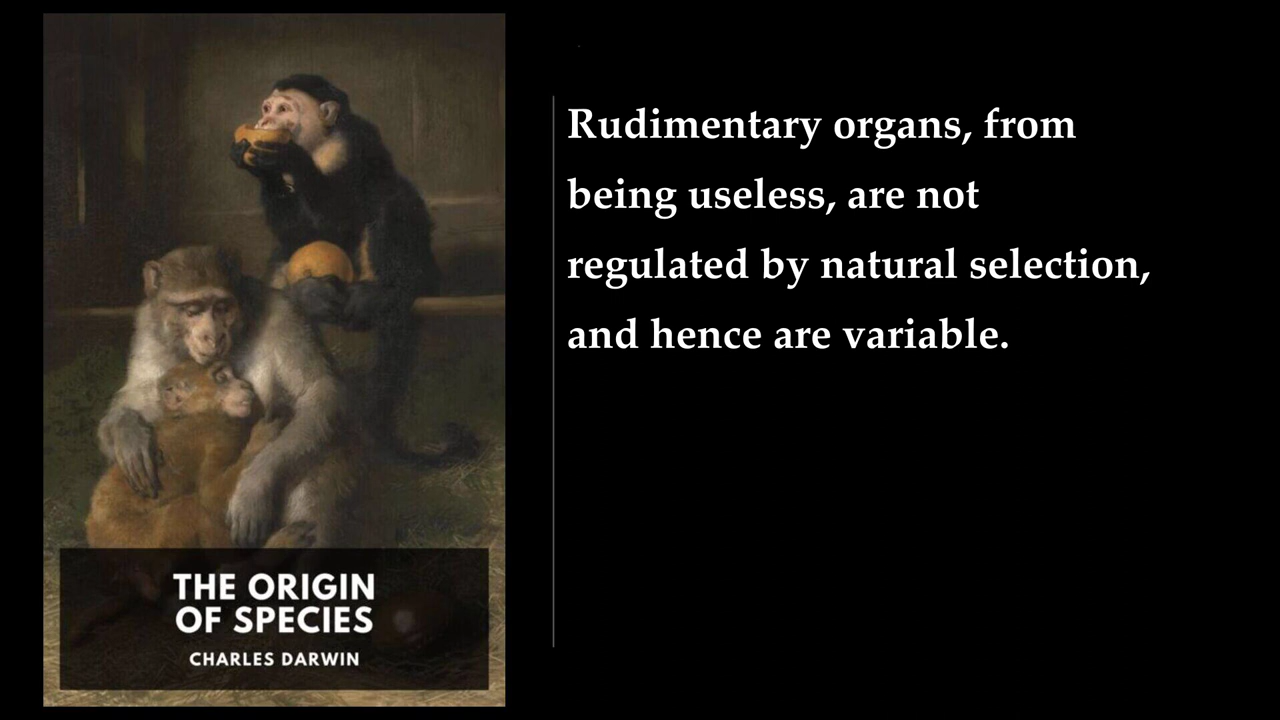 THE ORIGIN
OF SPECIES
CHARLES DARWIN
Rudimentary organs, from
being useless, are not
regulated by natural selection,
and hence are variable.